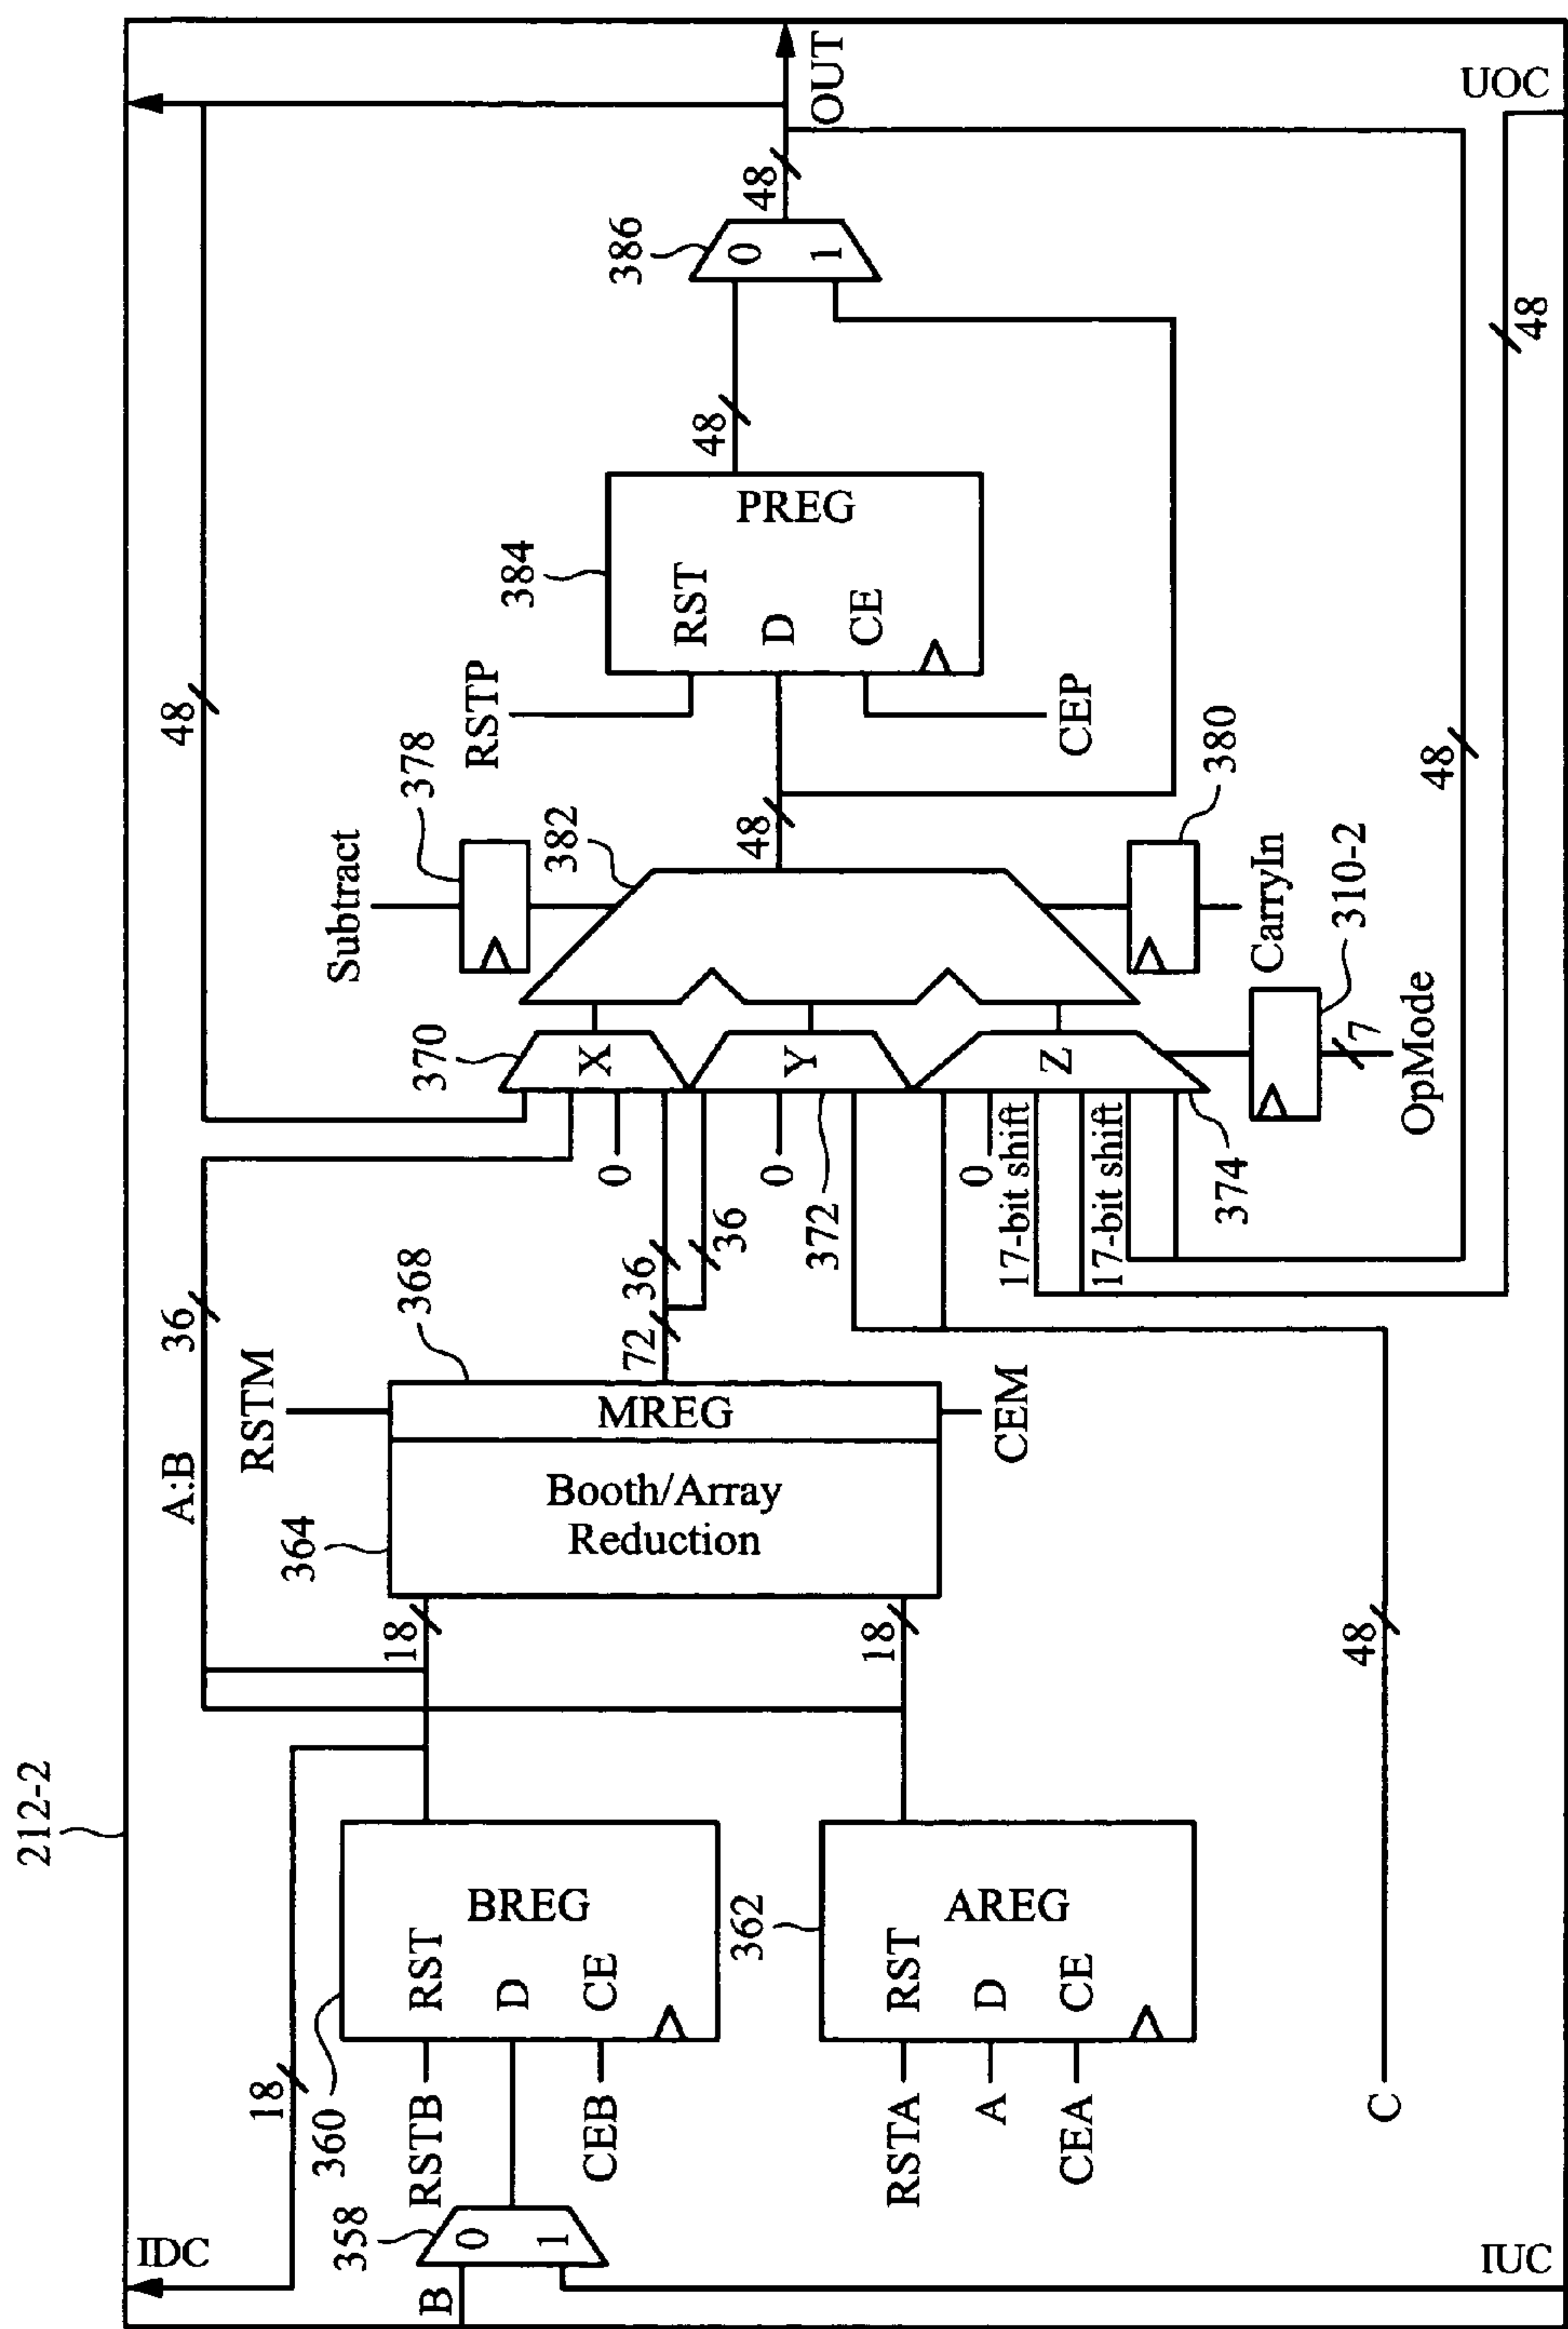 212-2
IDC
18
B
0
1
358
IUC
360
RSTB
CEB
BREG
RST
D
CE
362
RSTA
A
CEA
AREG
RST
D
CE
C
48
18
18
A:B
36
364
Booth/Array
Reduction
MREG
368
RSTM
CEM
72
36
36
48
0
0
0
372
17-bit shift
17-bit shift
374
370
X
Y
Z
OpMode
7
310-2
Subtract
378
382
CarryIn
380
48
RSTP
CEP
384
PREG
RST
D
CE
48
48
386
0
1
48
OUT
48
UOC